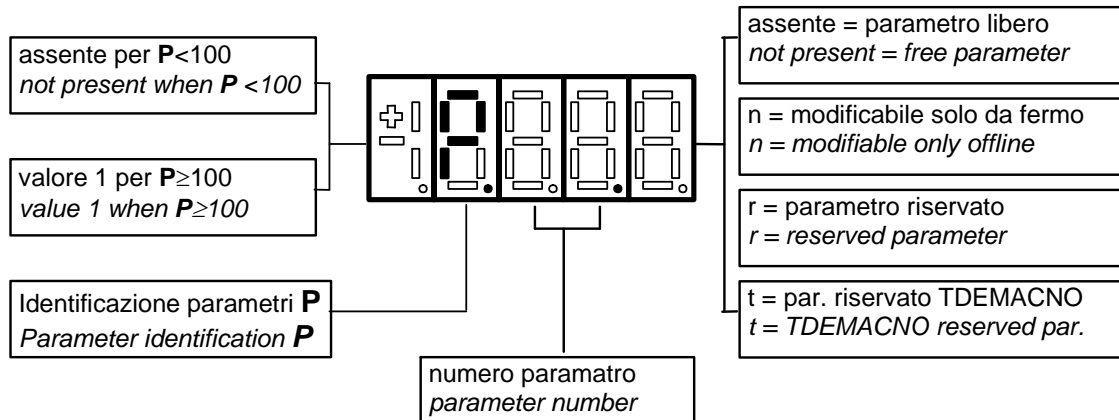 assente per P<100
not present when P <100
valore 1 per P≥100
value 1 when P≥100
Identificazione parametri P
Parameter identification P
numero paramatro
parameter number
assente = parametro libero
not present = free parameter
n = modificabile solo da fermo
n = modifiable only offline
r = parametro riservato
r = reserved parameter
t = par. riservato TDEMACNO
t = TDEMACNO reserved par.